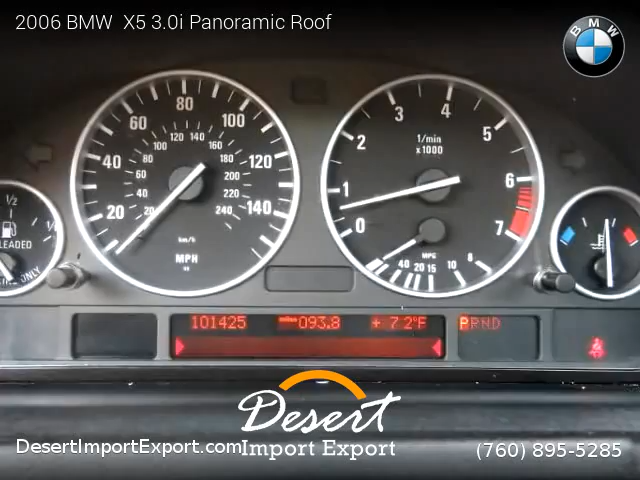 2006 BMW  X5 3.0i Panoramic Roof
BMW
20 40 60 80 100 120 140
20 40 60 80 100 120 140 160 180 200 220 240
km/h
MPH
0 1 2 3 4 5 6 7
1/min
x1000
MPG
40 20 15 10 8
1/2
LEADED
ONLY
101425 093.8 + 72°F PRND
Desert
Import Export
DesertImportExport.com
(760) 895-5285